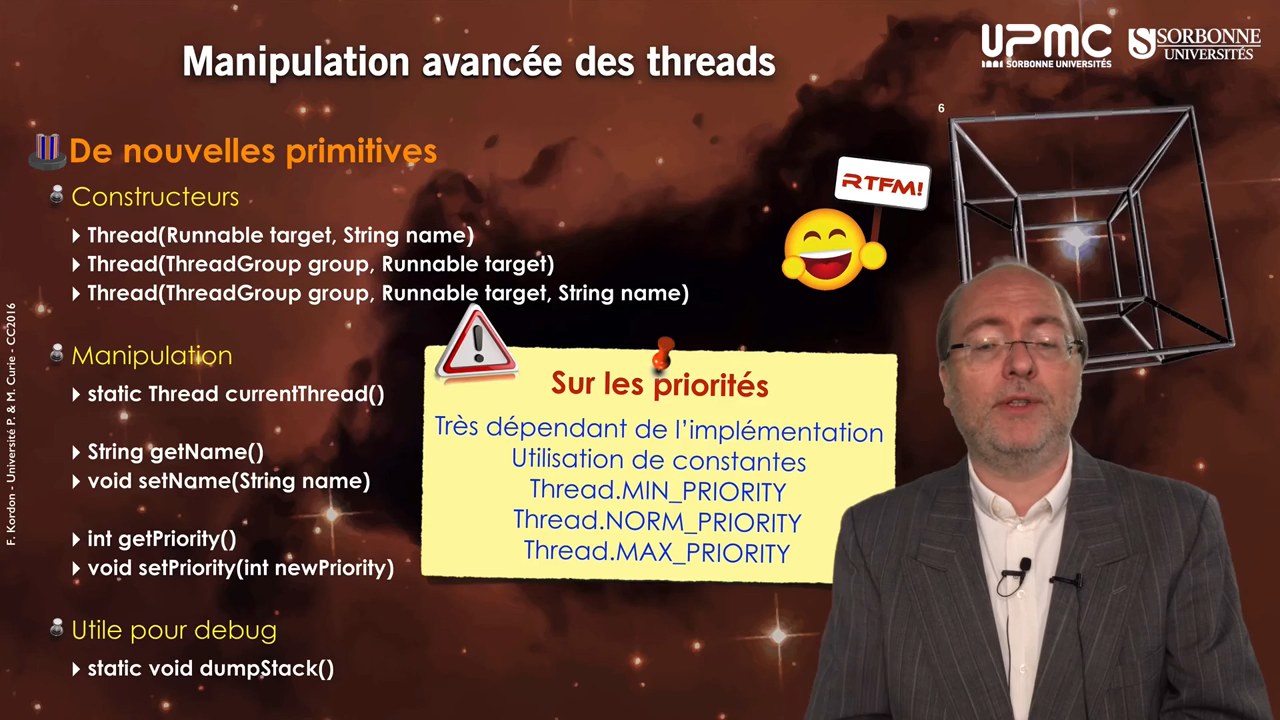 Manipulation avancée des threads
UPMC
SORBONNE UNIVERSITÉS
SORBONNE
UNIVERSITÉS
6
De nouvelles primitives
RTFM!
Constructeurs
Thread(Runnable target, String name)
Thread(ThreadGroup group, Runnable target)
Thread(ThreadGroup group, Runnable target, String name)
Manipulation
static Thread currentThread()
String getName()
void setName(String name)
int getPriority()
void setPriority(int newPriority)
Utile pour debug
static void dumpStack()
Sur les priorités
Très dépendant de l'implémentation
Utilisation de constantes
Thread.MIN_PRIORITY
Thread.NORM_PRIORITY
Thread.MAX_PRIORITY
F. Kordon - Université P. & M. Curie - CC2016